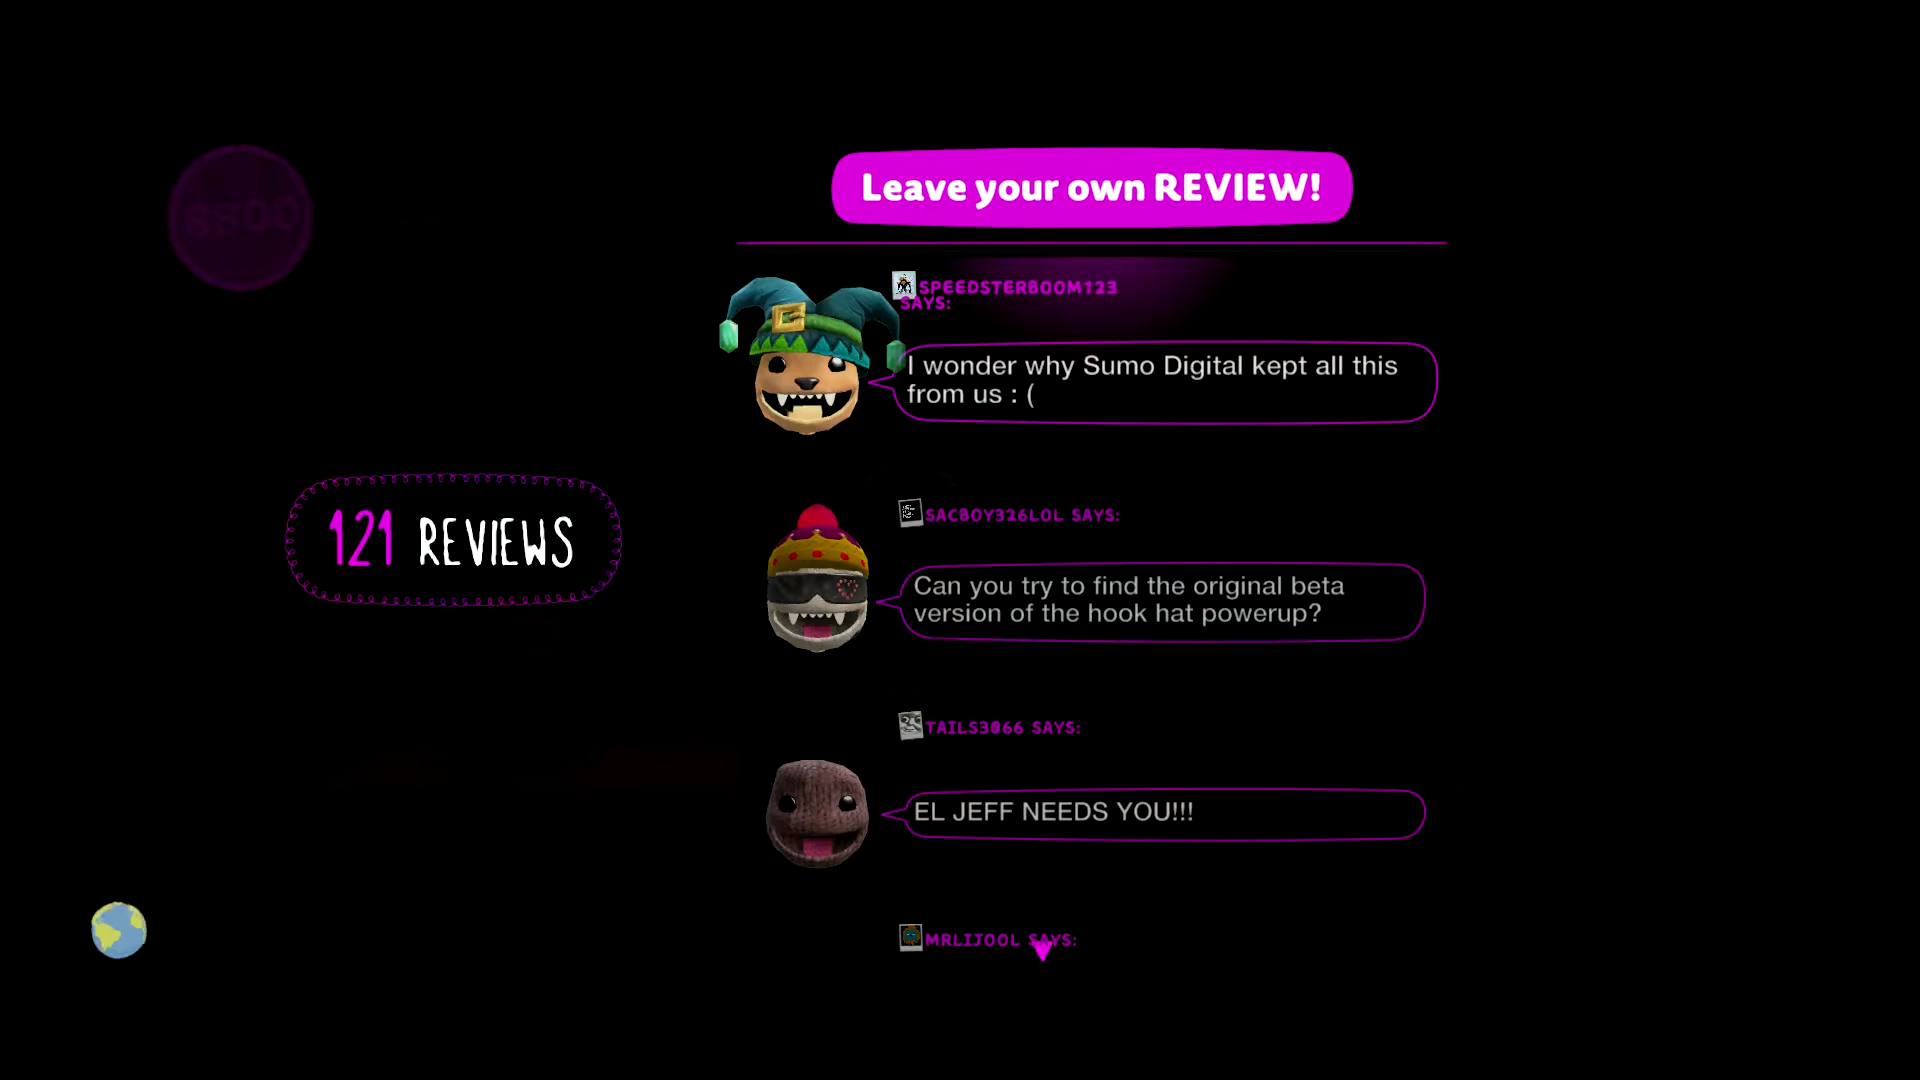 Leave your own REVIEW!
SPEEDSTERBOOM123
SAYS:
I wonder why Sumo Digital kept all this
from us : (
SACBOY326LOL SAYS:
Can you try to find the original beta
version of the hook hat powerup?
121 REVIEWS
TAILS3066 SAYS:
EL JEFF NEEDS YOU!!!
MRLIJOOL SAYS: